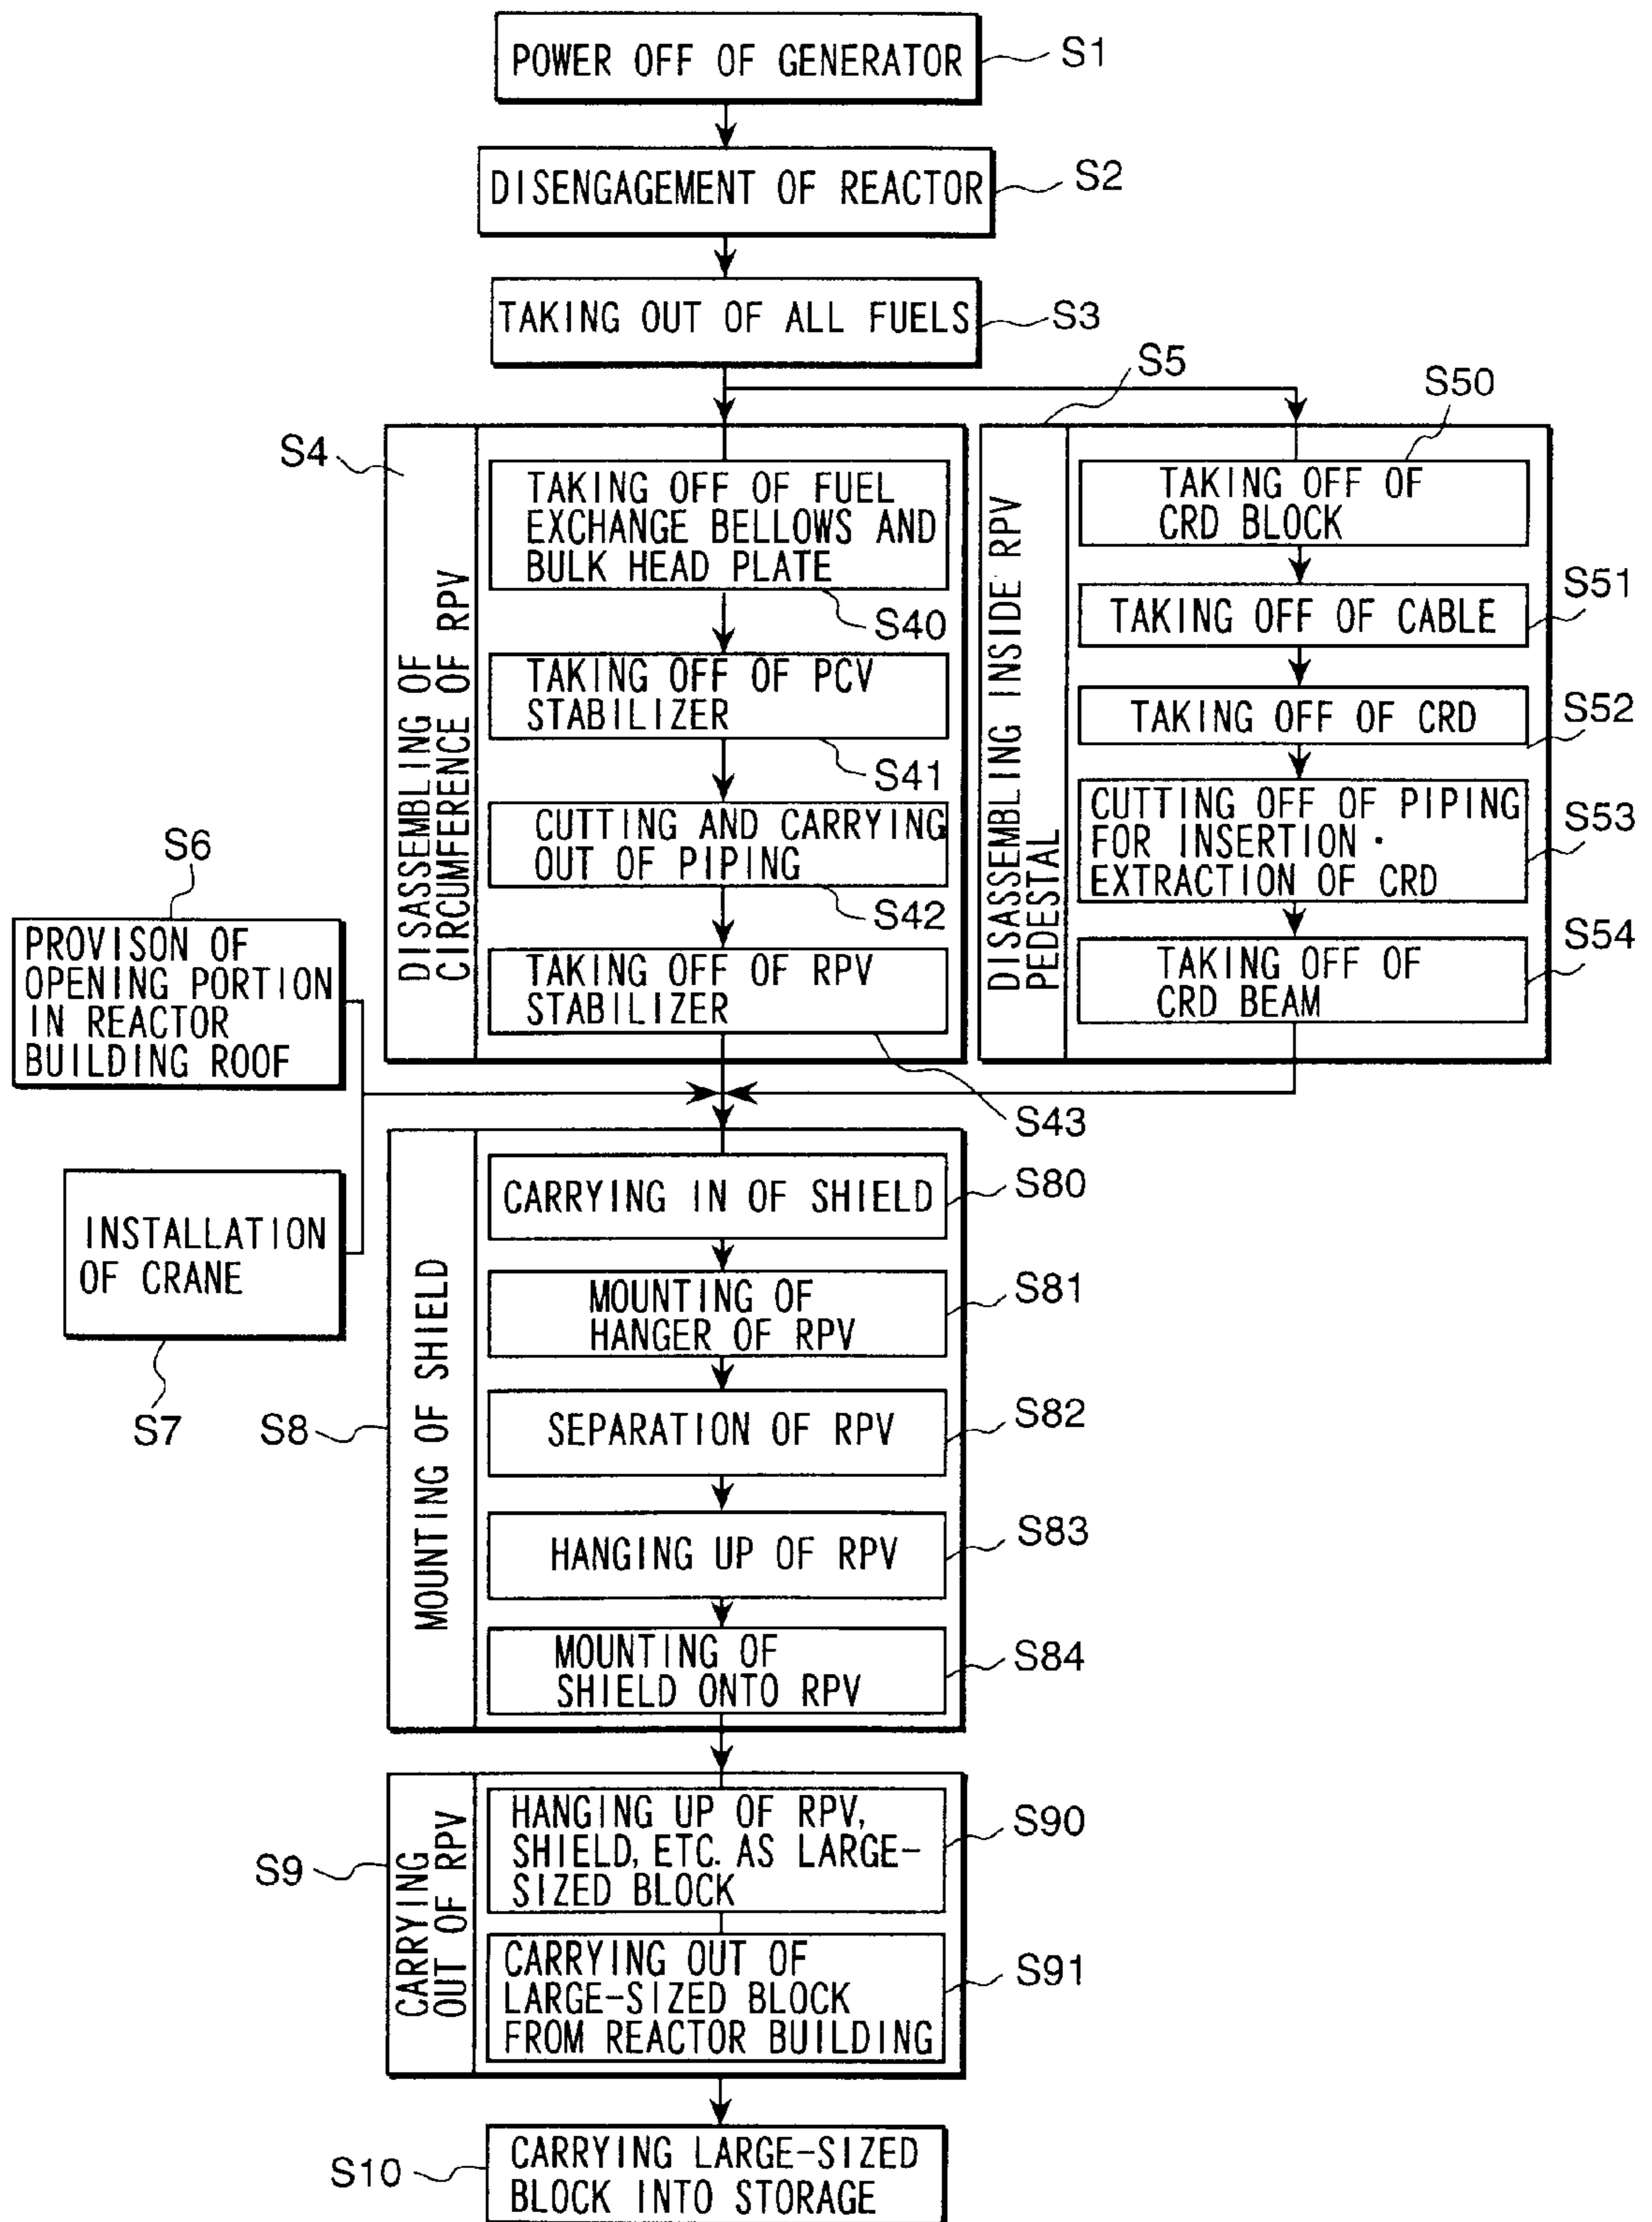 POWER OFF OF GENERATOR
S1
DISENGAGEMENT OF REACTOR
S2
TAKING OUT OF ALL FUELS
S3
S4
DISASSEMBLING OF
CIRCUMFERENCE OF RPV
TAKING OFF OF FUEL
EXCHANGE BELLOWS AND
BULK HEAD PLATE
S40
TAKING OFF OF PCV
STABILIZER
S41
CUTTING AND CARRYING
OUT OF PIPING
S42
TAKING OFF OF RPV
STABILIZER
S43
S5
DISASSEMBLING INSIDE RPV
PEDESTAL
S50
TAKING OFF OF
CRD BLOCK
S51
TAKING OFF OF CABLE
S52
TAKING OFF OF CRD
S53
CUTTING OFF OF PIPING
FOR INSERTION ·
EXTRACTION OF CRD
S54
TAKING OFF OF
CRD BEAM
S6
PROVISON OF
OPENING PORTION
IN REACTOR
BUILDING ROOF
INSTALLATION
OF CRANE
S7
S8
MOUNTING OF SHIELD
CARRYING IN OF SHIELD
S80
MOUNTING OF
HANGER OF RPV
S81
SEPARATION OF RPV
S82
HANGING UP OF RPV
S83
MOUNTING OF
SHIELD ONTO RPV
S84
S9
CARRYING
OUT OF RPV
HANGING UP OF RPV,
SHIELD, ETC. AS LARGE-
SIZED BLOCK
S90
CARRYING OUT OF
LARGE-SIZED BLOCK
FROM REACTOR BUILDING
S91
S10
CARRYING LARGE-SIZED
BLOCK INTO STORAGE